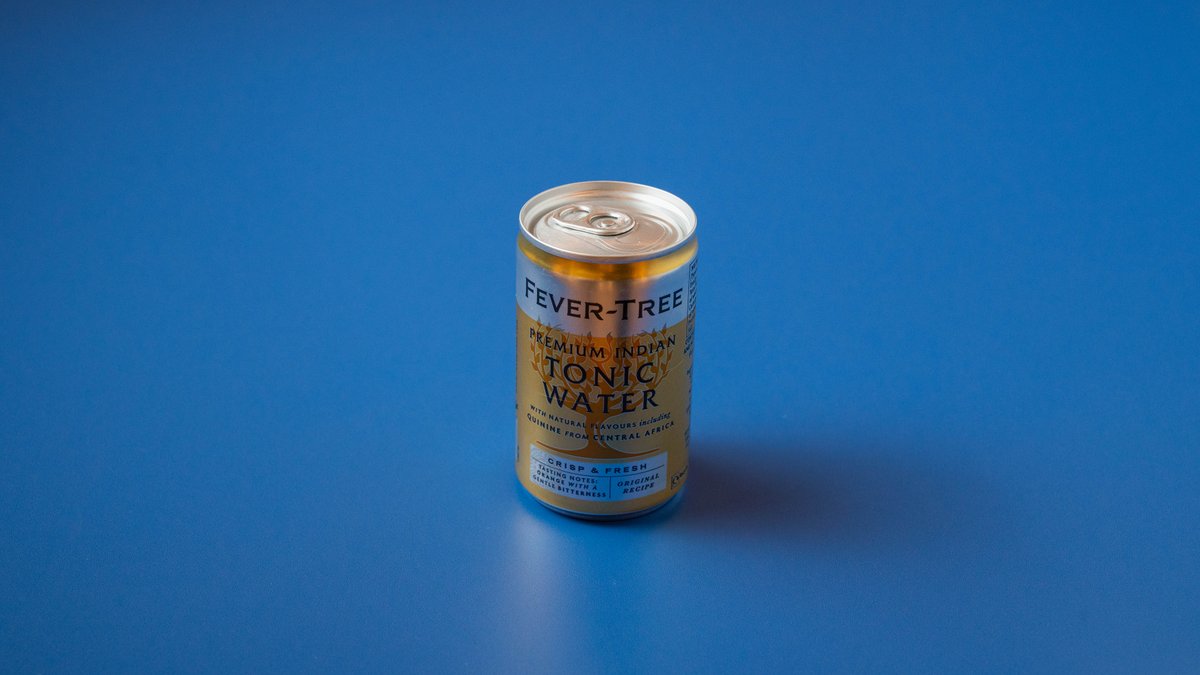 FEVER-TREE
PREMIUM INDIAN
TONIC
WATER
WITH NATURAL FLAVOURS including
QUININE FROM CENTRAL AFRICA
CRISP & FRESH
TASTING NOTES:
ORANGE WITH A
GENTLE BITTERNESS
ORIGINAL
RECIPE